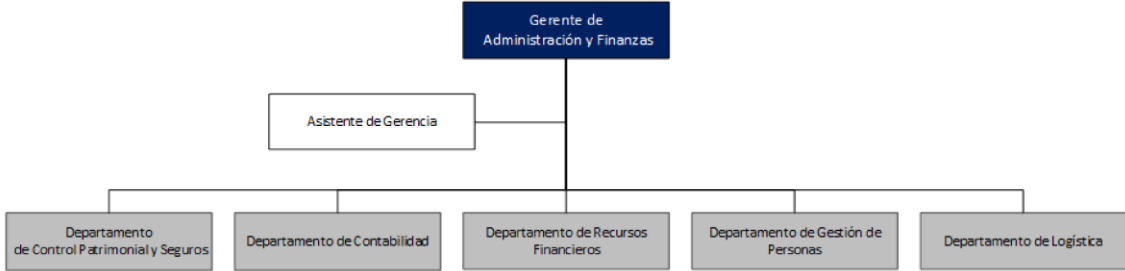 Gerente de
Administración y Finanzas
Asistente de Gerencia
Departamento
de Control Patrimonial y Seguros
Departamento de Contabilidad
Departamento de Recursos
Financieros
Departamento de Gestión de
Personas
Departamento de Logística